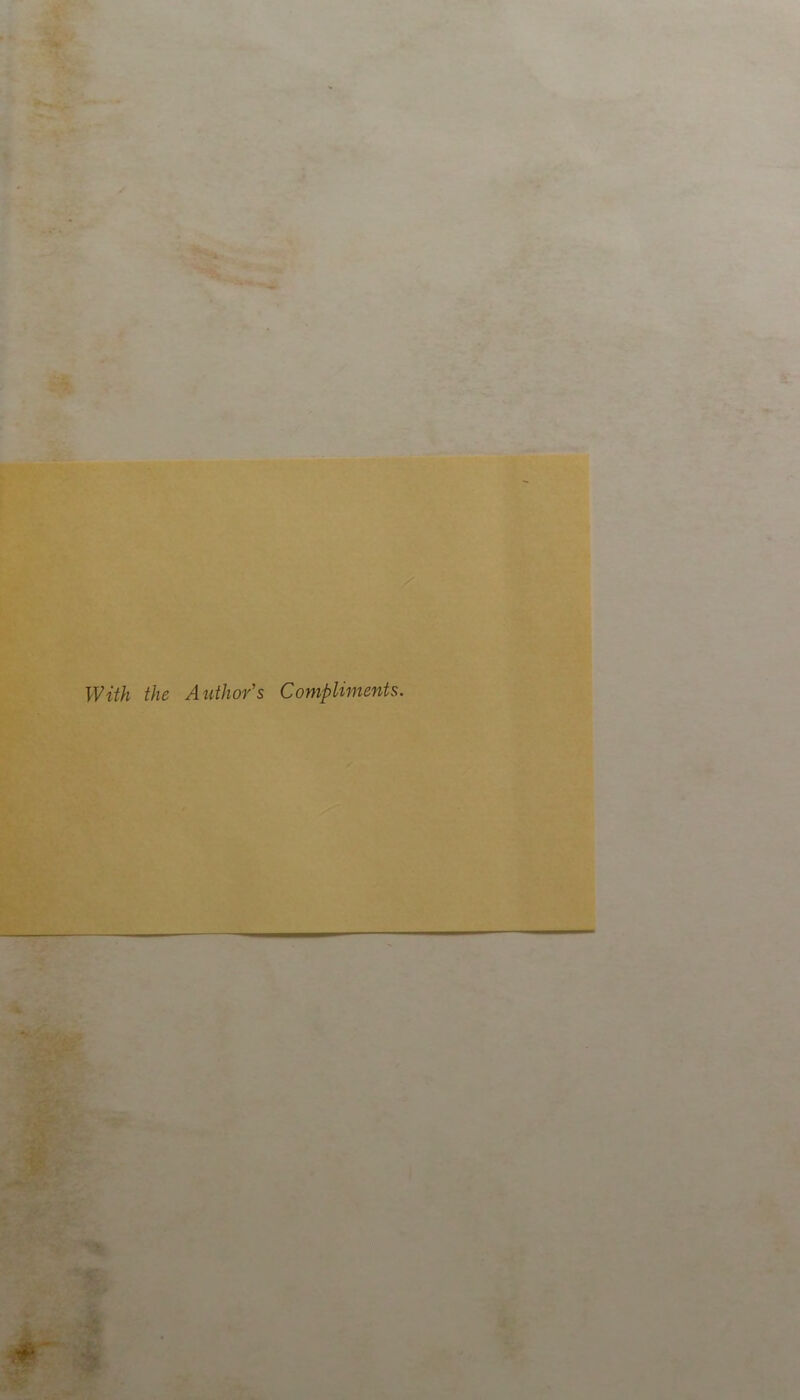 With the Author's Compliments.